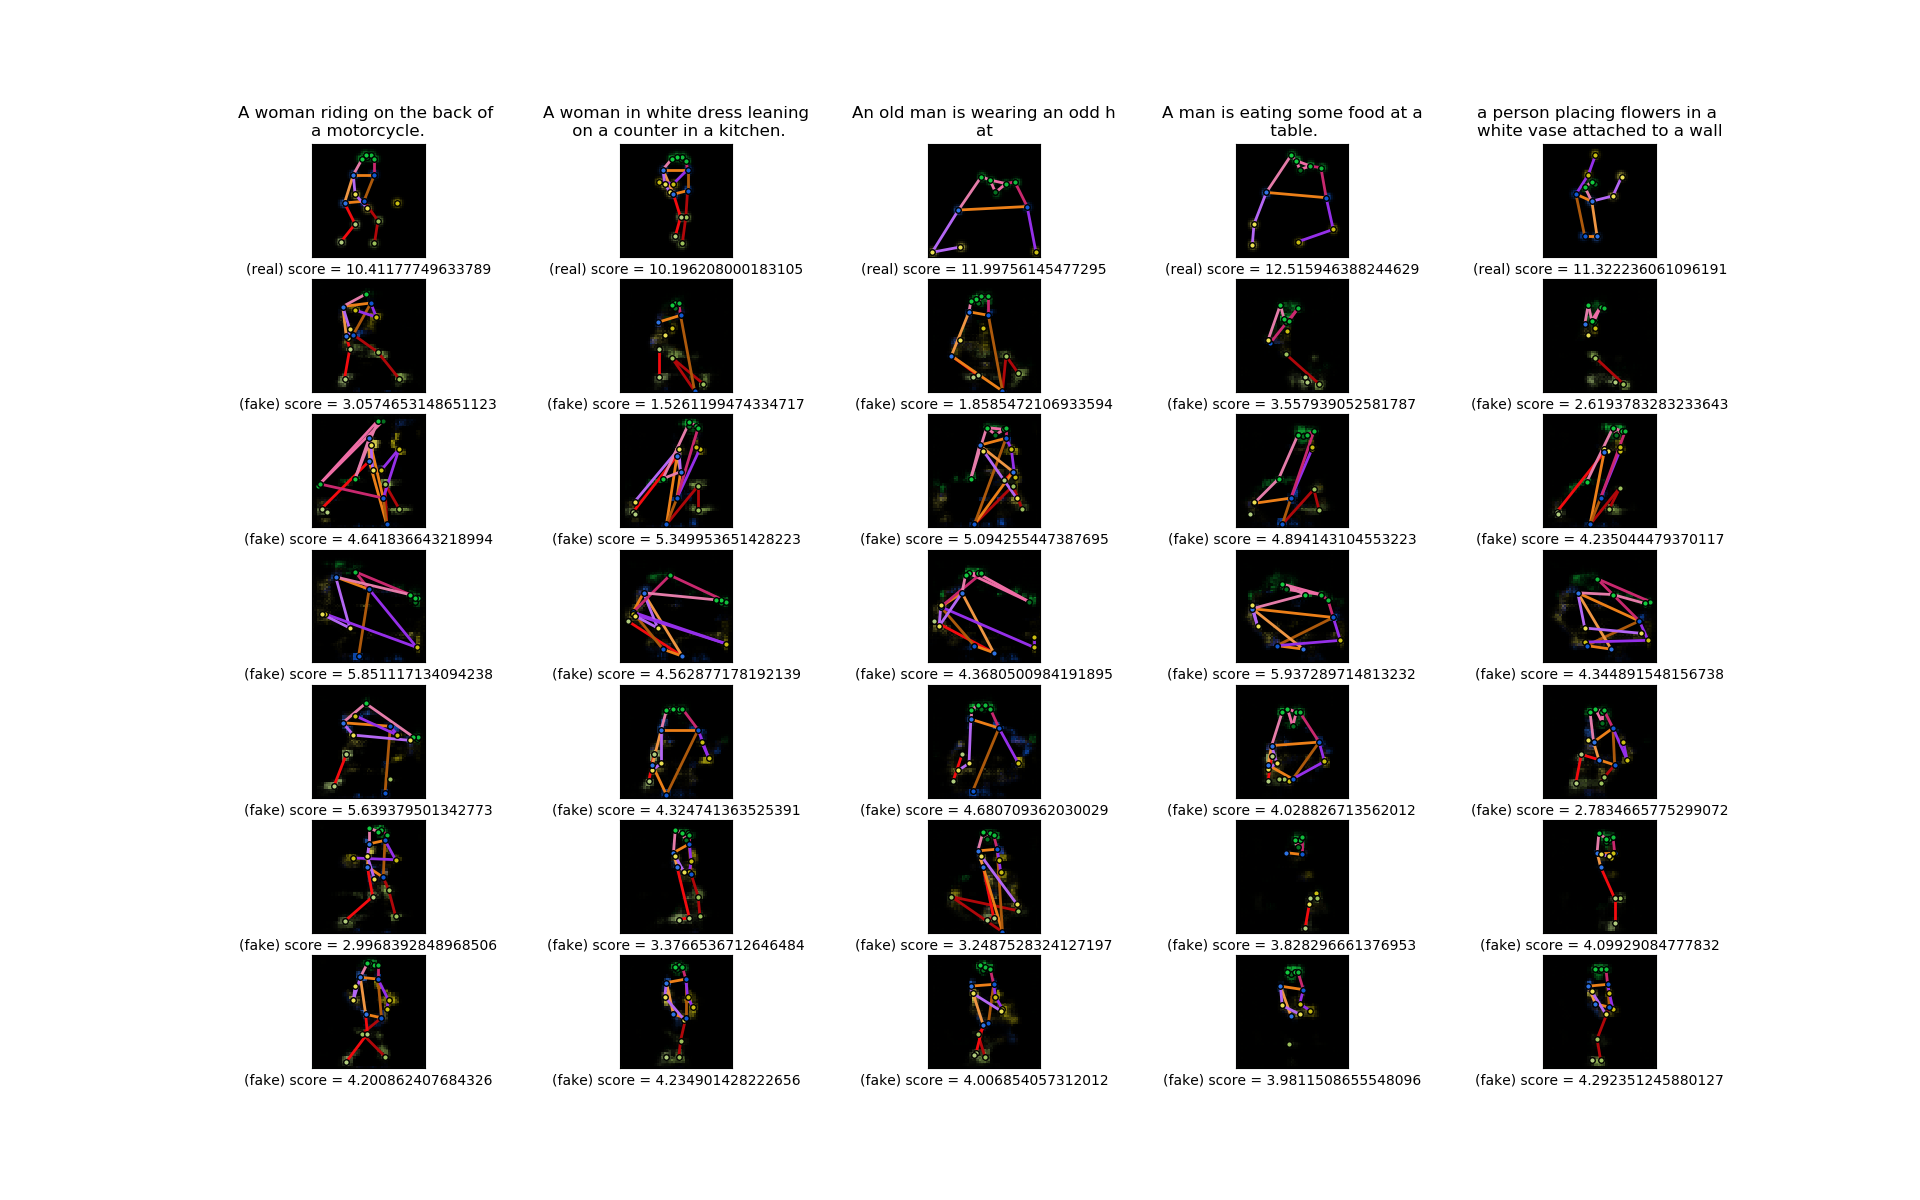 A woman riding on the back of
a motorcycle.
A woman in white dress leaning
on a counter in a kitchen.
An old man is wearing an odd h
at
A man is eating some food at a
table.
a person placing flowers in a
white vase attached to a wall
(real) score = 10.41177749633789
(real) score = 10.196208000183105
(real) score = 11.99756145477295
(real) score = 12.515946388244629
(real) score = 11.322236061096191
(fake) score = 3.0574653148651123
(fake) score = 1.5261199474334717
(fake) score = 1.8585472106933594
(fake) score = 3.557939052581787
(fake) score = 2.6193783283233643
(fake) score = 4.641836643218994
(fake) score = 5.349953651428223
(fake) score = 5.094255447387695
(fake) score = 4.894143104553223
(fake) score = 4.235044479370117
(fake) score = 5.851117134094238
(fake) score = 4.562877178192139
(fake) score = 4.3680500984191895
(fake) score = 5.937289714813232
(fake) score = 4.344891548156738
(fake) score = 5.639379501342773
(fake) score = 4.324741363525391
(fake) score = 4.680709362030029
(fake) score = 4.028826713562012
(fake) score = 2.7834665775299072
(fake) score = 2.9968392848968506
(fake) score = 3.3766536712646484
(fake) score = 3.2487528324127197
(fake) score = 3.828296661376953
(fake) score = 4.09929084777832
(fake) score = 4.200862407684326
(fake) score = 4.234901428222656
(fake) score = 4.006854057312012
(fake) score = 3.9811508655548096
(fake) score = 4.292351245880127